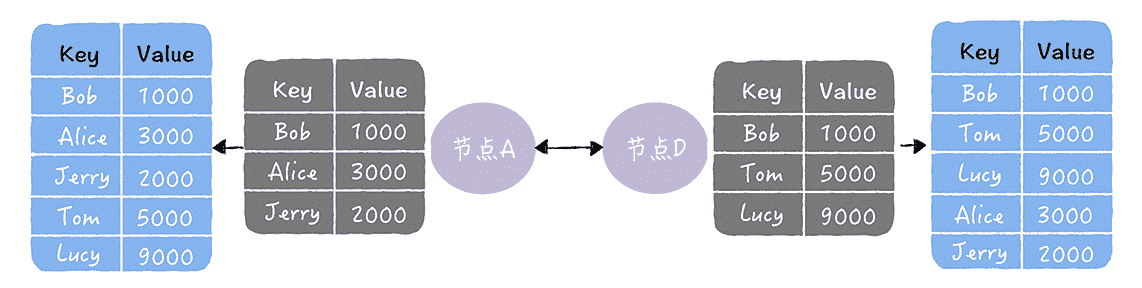 Key Value
Bob 1000
Alice 3000
Jerry 2000
Tom 5000
Lucy 9000
Key Value
Bob 1000
Alice 3000
Jerry 2000
节点A
节点D
Key Value
Bob 1000
Tom 5000
Lucy 9000
Key Value
Bob 1000
Tom 5000
Lucy 9000
Alice 3000
Jerry 2000